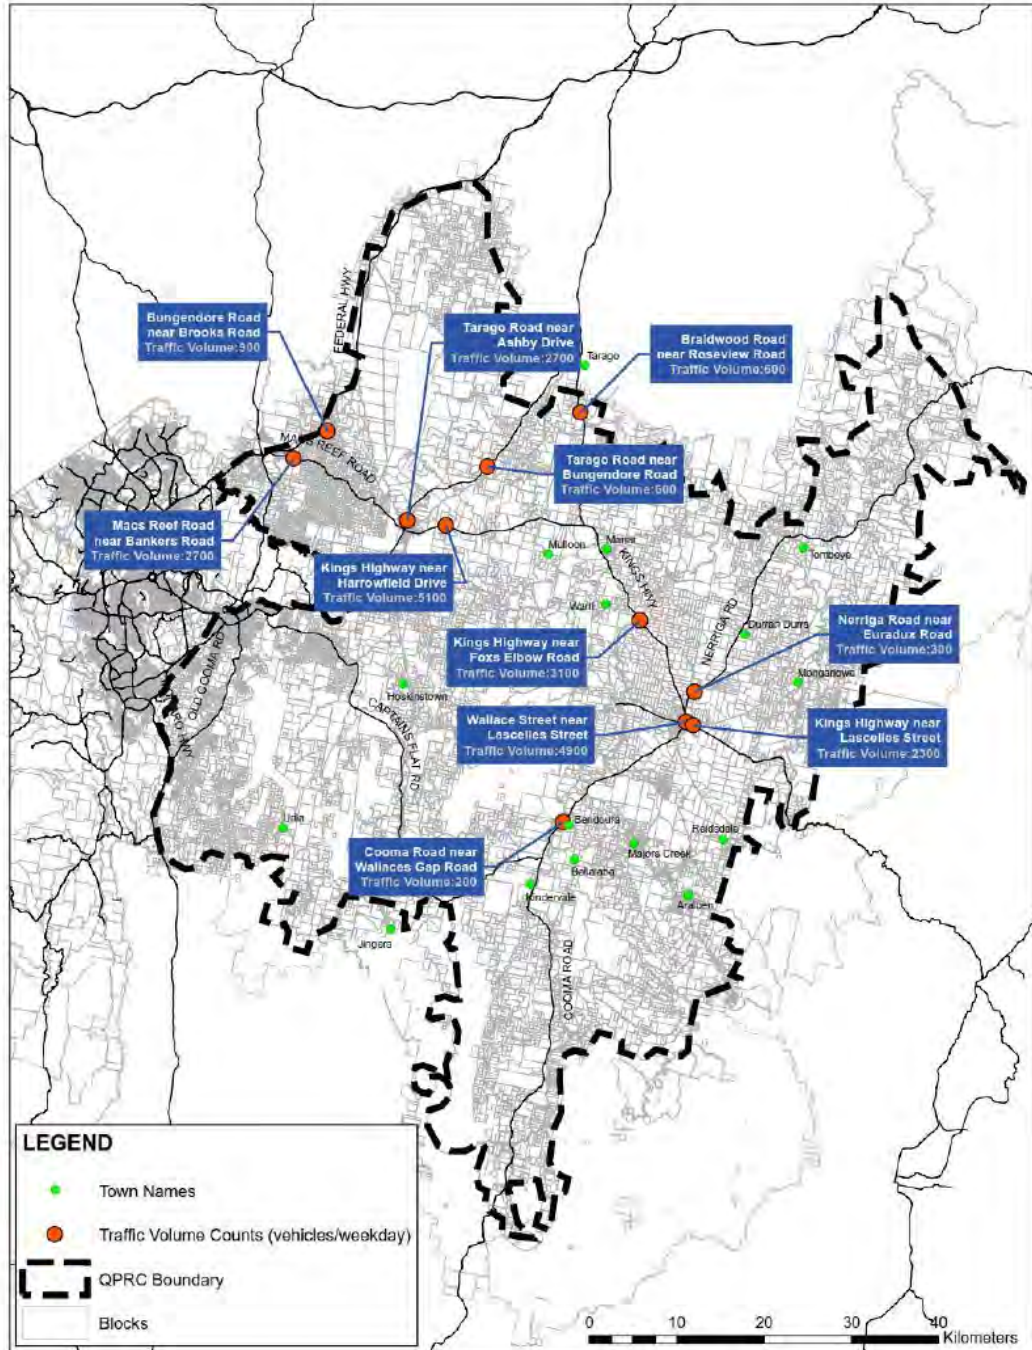 FEDERAL HWY
Bungendore Road
near Brooks Road
Traffic Volume:900
Tarago Road near
Ashby Drive
Traffic Volume:2700
Braidwood Road
near Roseview Road
Traffic Volume:600
Tarago
MACS REEF ROAD
Tarago Road near
Bungendore Road
Traffic Volume:600
Macs Reef Road
near Bankers Road
Traffic Volume:2700
Kings Highway near
Harrowfield Drive
Traffic Volume:5100
Mulloon
Manar
Tomboye
KINGS HWY
Warri
NERRIGA RD
Durran Durra
Nerriga Road near
Euradux Road
Traffic Volume:300
Kings Highway near
Foxs Elbow Road
Traffic Volume:3100
OLD COOMA RD
Hoskinstown
CAPTAINS FLAT RD
Mongarlowe
Wallace Street near
Lascelles Street
Traffic Volume:4900
Kings Highway near
Lascelles Street
Traffic Volume:2300
Urila
Bendoura
Reidsdale
Majors Creek
Cooma Road near
Wallaces Gap Road
Traffic Volume:200
Ballalaba
Jindervale
Araluen
Jingera
COOMA ROAD
LEGEND
Town Names
Traffic Volume Counts (vehicles/weekday)
QPRC Boundary
Blocks
0 10 20 30 40
Kilometers